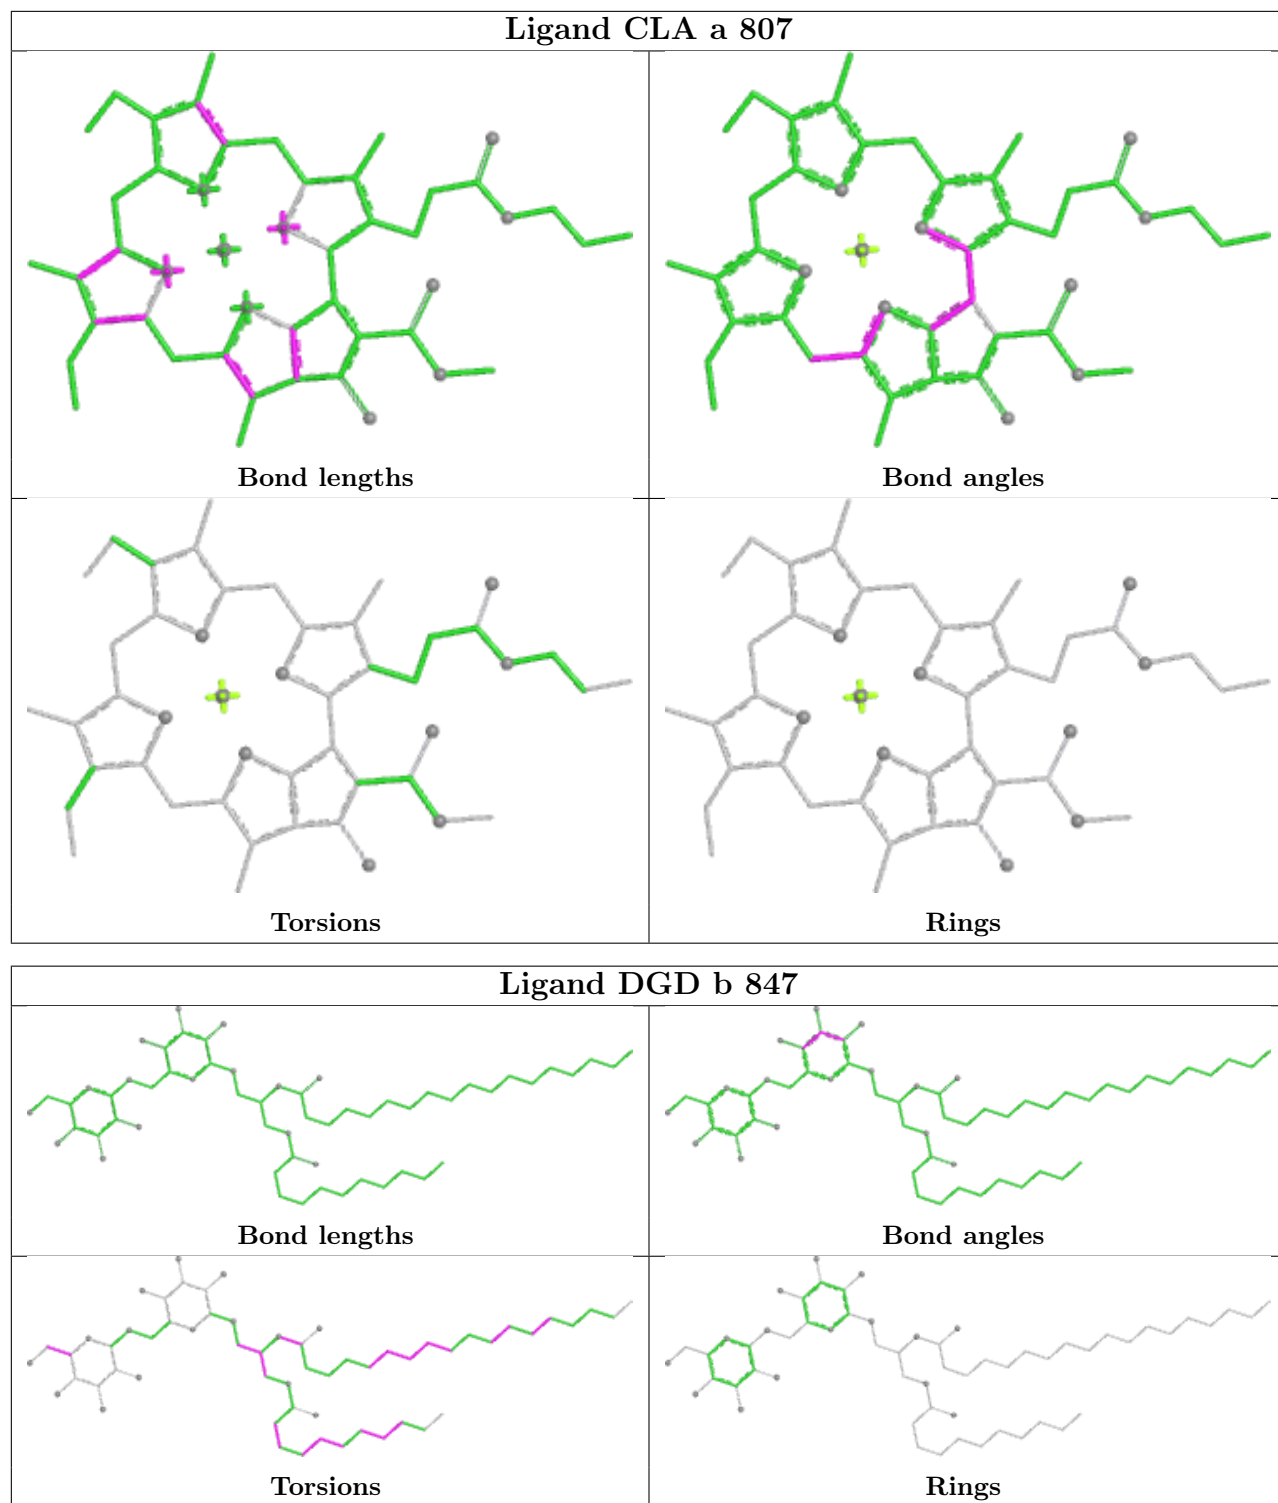 Ligand CLA a 807
Bond lengths
Bond angles
Torsions
Rings
Ligand DGD b 847
Bond lengths
Bond angles
Torsions
Rings